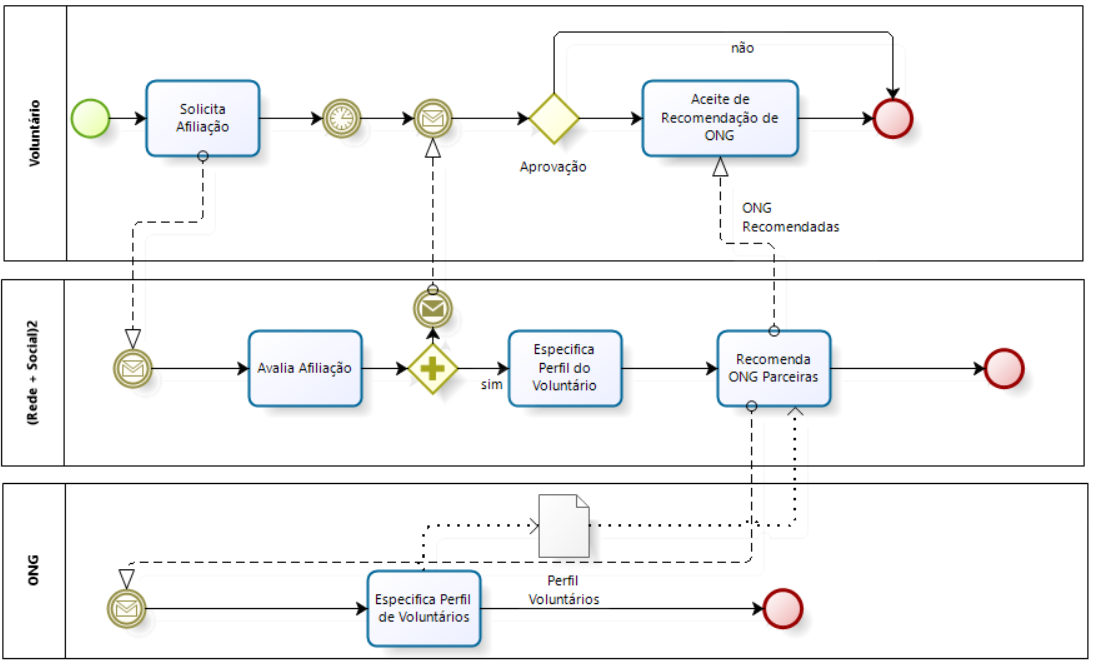 Voluntário
Solicita
Afiliação
Aprovação
não
Aceite de
Recomendação de
ONG
ONG
Recomendadas
(Rede + Social)2
Avalia Afiliação
sim
Especifica
Perfil do
Voluntário
Recomenda
ONG Parceiras
ONG
Especifica Perfil
de Voluntários
Perfil
Voluntários